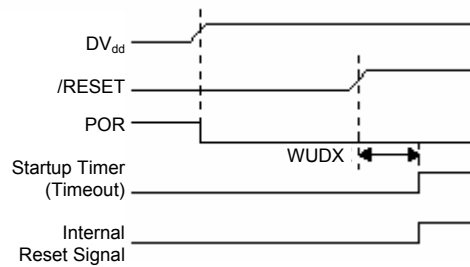 DVdd
/RESET
POR
WUDX
Startup Timer
(Timeout)
Internal
Reset Signal